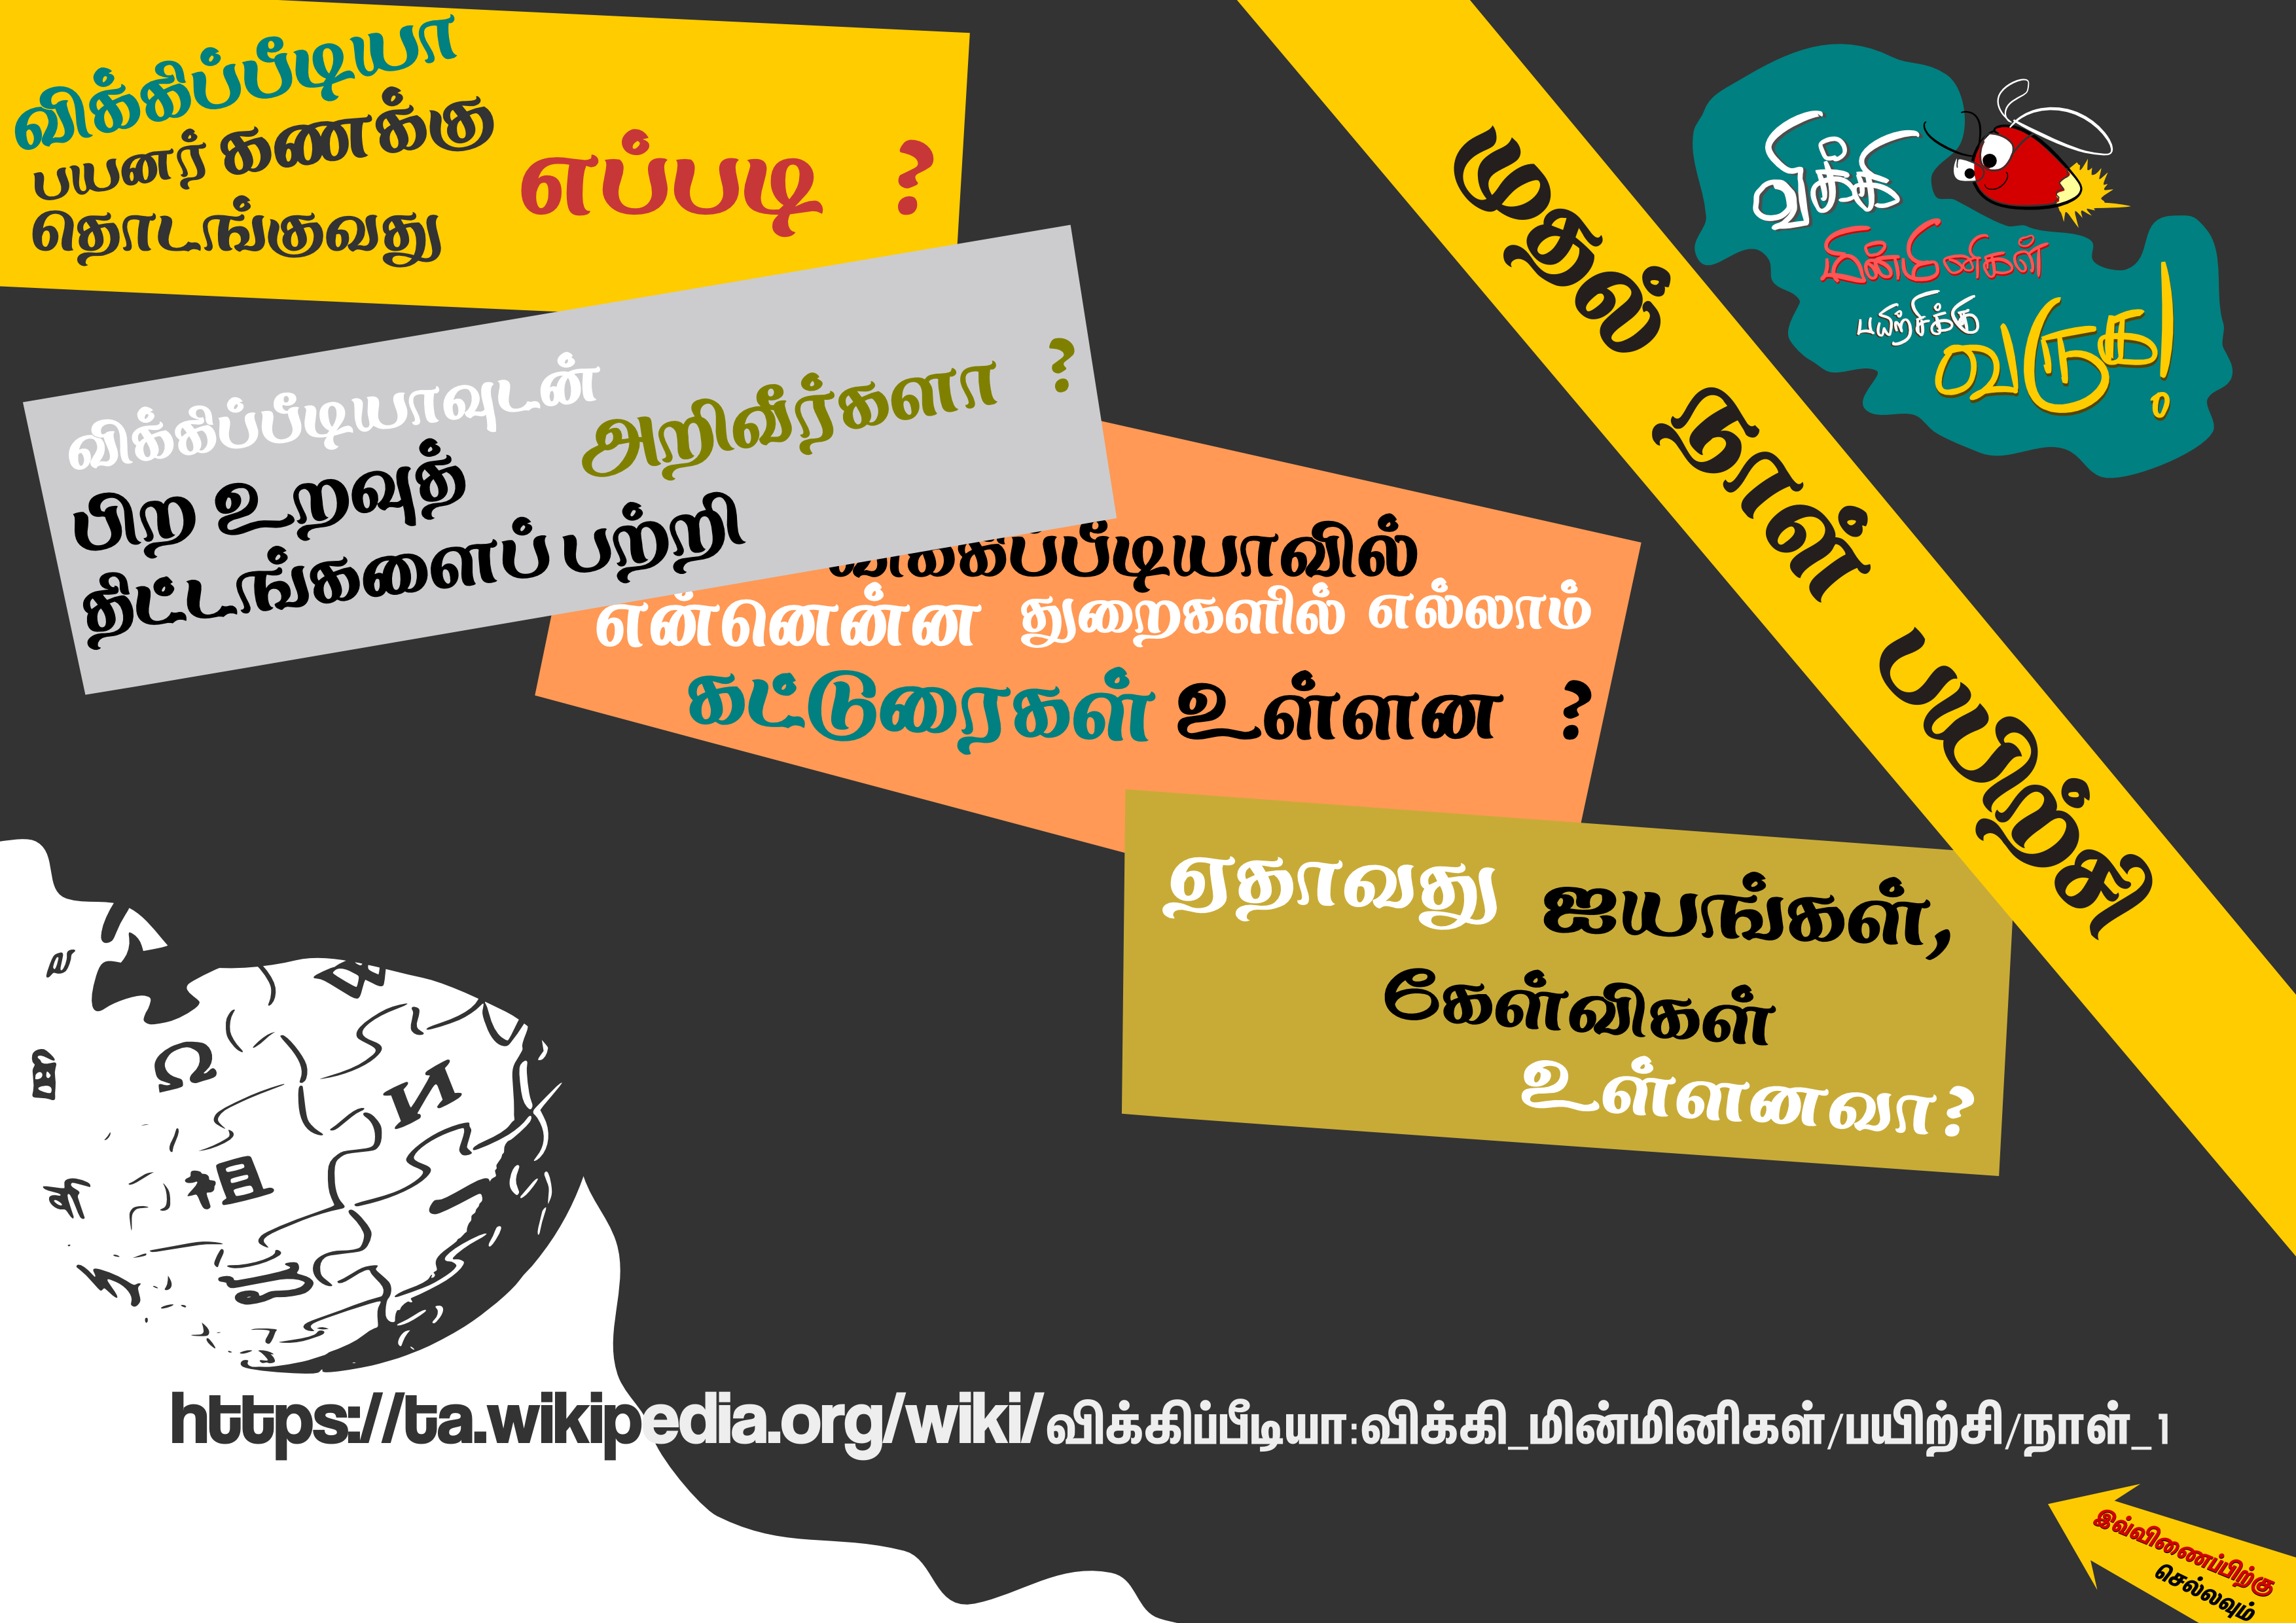 விக்கிப்பீடியா
பயனர் கணக்கு
தொடங்குவது
எப்படி ?
விக்கிப்பீடியாவுடன்
பிற உறவுத்
திட்டங்களைப் பற்றி
அறிவீர்களா ?
விக்கிப்பீடியாவில்
என்னென்ன துறைகளில் எல்லாம்
கட்டுரைகள் உள்ளன ?
ஏதாவது ஐயங்கள்,
கேள்விகள்
உள்ளனவா?
முதல் நாள் பயிற்சி
விக்கி
மின்மினிகள்
பயிற்சிக்கு
வருக!
https://ta.wikipedia.org/wiki/விக்கிப்பீடியா:விக்கி_மின்மினிகள்/பயிற்சி/நாள்_1
இவ்விணைப்பிற்கு
செல்லவும்